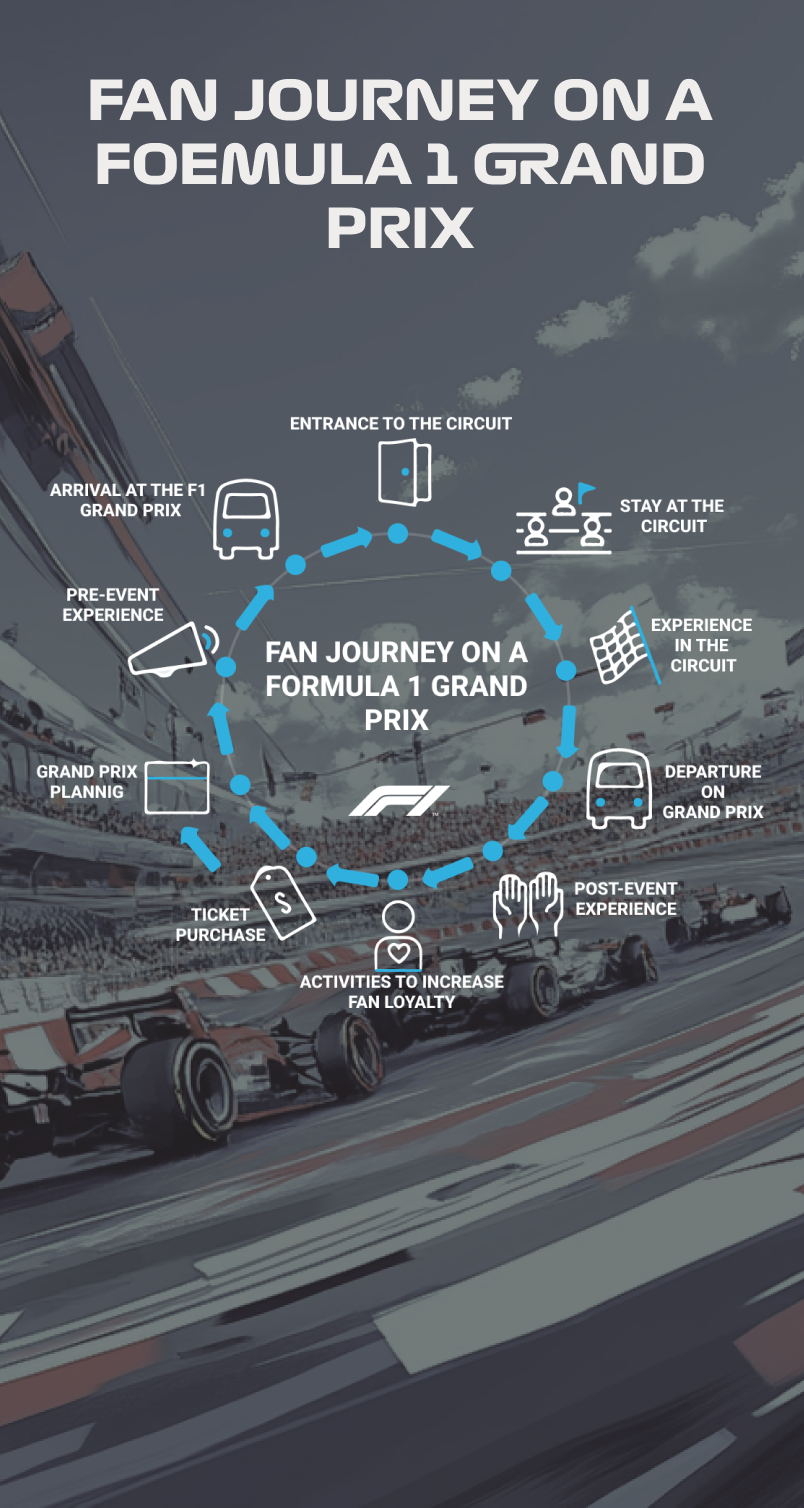 FAN JOURNEY ON A
FOEMULA 1 GRAND
PRIX
ENTRANCE TO THE CIRCUIT
ARRIVAL AT THE F1
GRAND PRIX
STAY AT THE
CIRCUIT
PRE-EVENT
EXPERIENCE
EXPERIENCE
IN THE
CIRCUIT
FAN JOURNEY ON A
FORMULA 1 GRAND
PRIX
GRAND PRIX
PLANNIG
F1
TM
DEPARTURE
ON
GRAND PRIX
TICKET
PURCHASE
$
POST-EVENT
EXPERIENCE
ACTIVITIES TO INCREASE
FAN LOYALTY